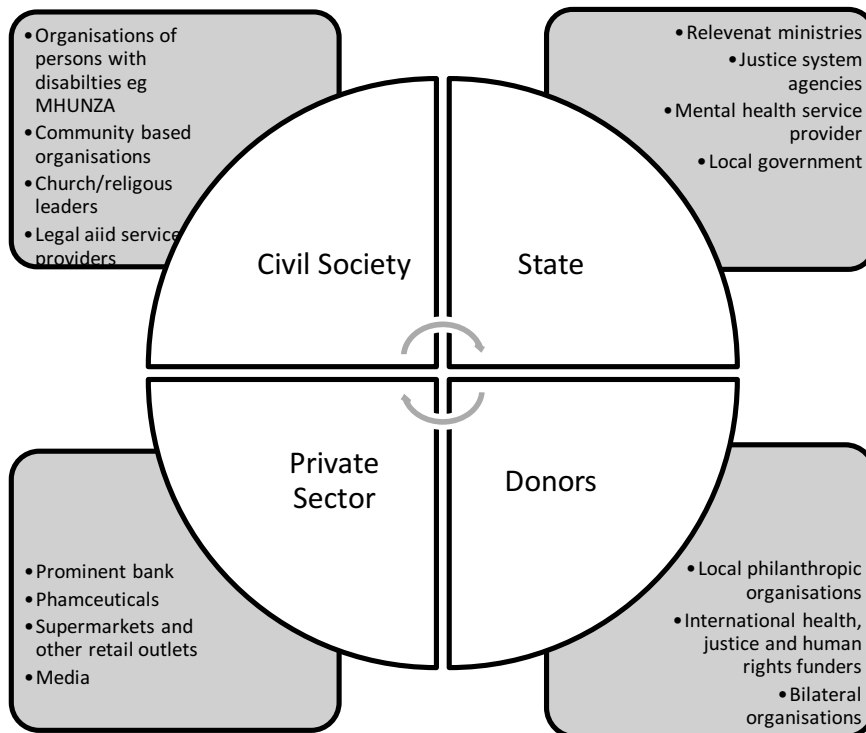 •Organisations of
persons with
disabilties eg
MHUNZA
•Community based
organisations
•Church/religous
leaders
•Legal aiid service
providers
•Relevenat ministries
•Justice system
agencies
•Mental health service
provider
•Local government
Civil Society
State
Private
Sector
Donors
•Prominent bank
•Phamceuticals
•Supermarkets and
other retail outlets
•Media
•Local philanthropic
organisations
•International health,
justice and human
rights funders
•Bilateral
organisations